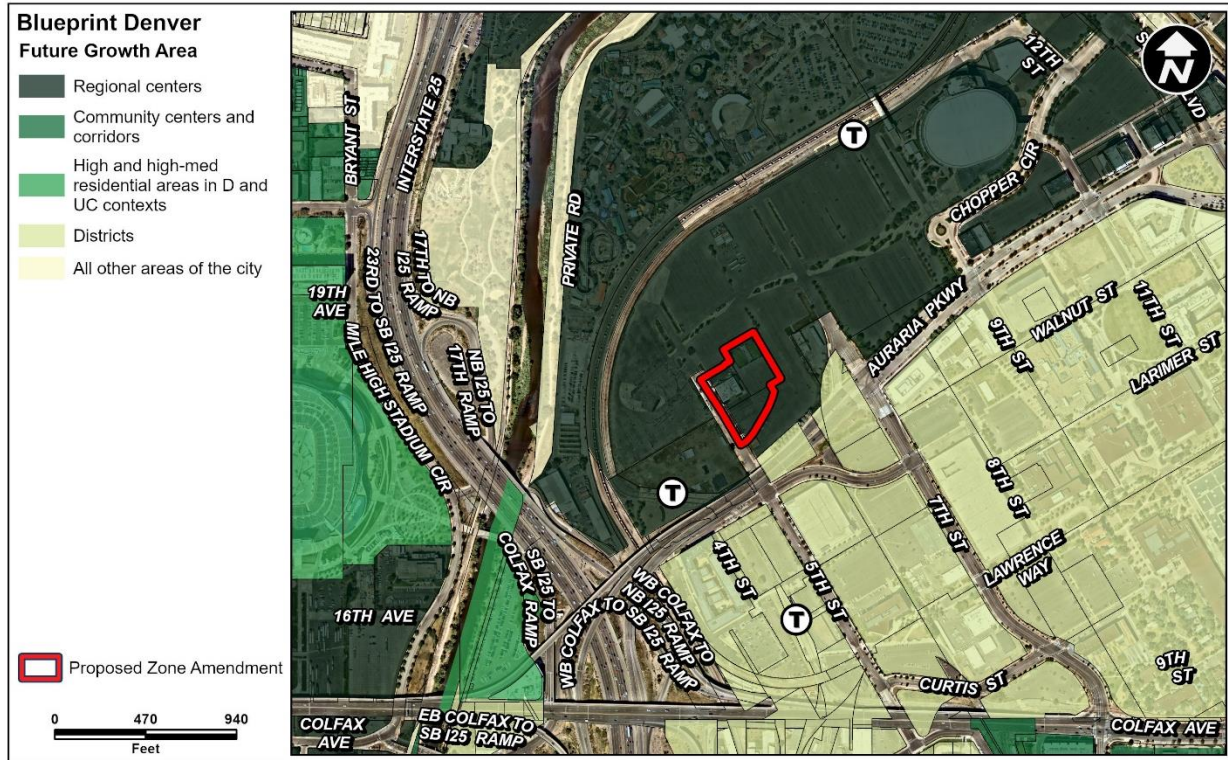 Blueprint Denver
Future Growth Area
Regional centers
Community centers and
corridors
High and high-med
residential areas in D and
UC contexts
Districts
All other areas of the city
Proposed Zone Amendment
0 470 940
Feet
BRYANT ST
INTERSTATE 25
PRIVATE RD
12TH
ST
N
BLVD
T
CHOPPER CIR
17TH TO NB
I25 RAMP
23RD TO SB I25 RAMP
19TH
AVE
MILE HIGH STADIUM CIR
NB I25 TO
17TH RAMP
AURARIA PKWY
9TH ST
WALNUT ST
11TH ST
LARIMER ST
T
SB I25 TO
COLFAX RAMP
16TH AVE
WB COLFAX TO SB I25 RAMP
WB COLFAX TO
NB I25 RAMP
4TH ST
5TH ST
T
7TH ST
8TH ST
LAWRENCE
WAY
9TH
ST
CURTIS ST
COLFAX
AVE
EB COLFAX TO
SB I25 RAMP
COLFAX AVE